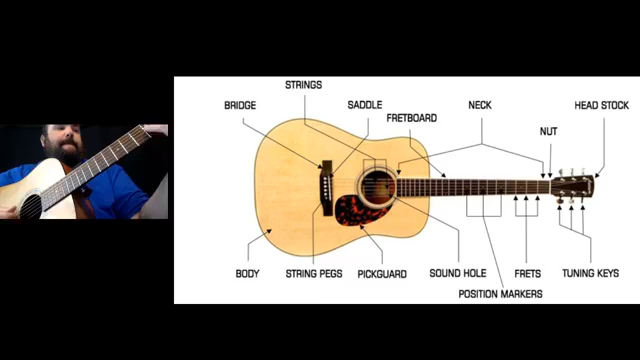 STRINGS
BRIDGE
SADDLE
FRETBOARD
NECK
HEAD STOCK
NUT
BODY
STRING PEGS
PICKGUARD
SOUND HOLE
FRETS
TUNING KEYS
POSITION MARKERS